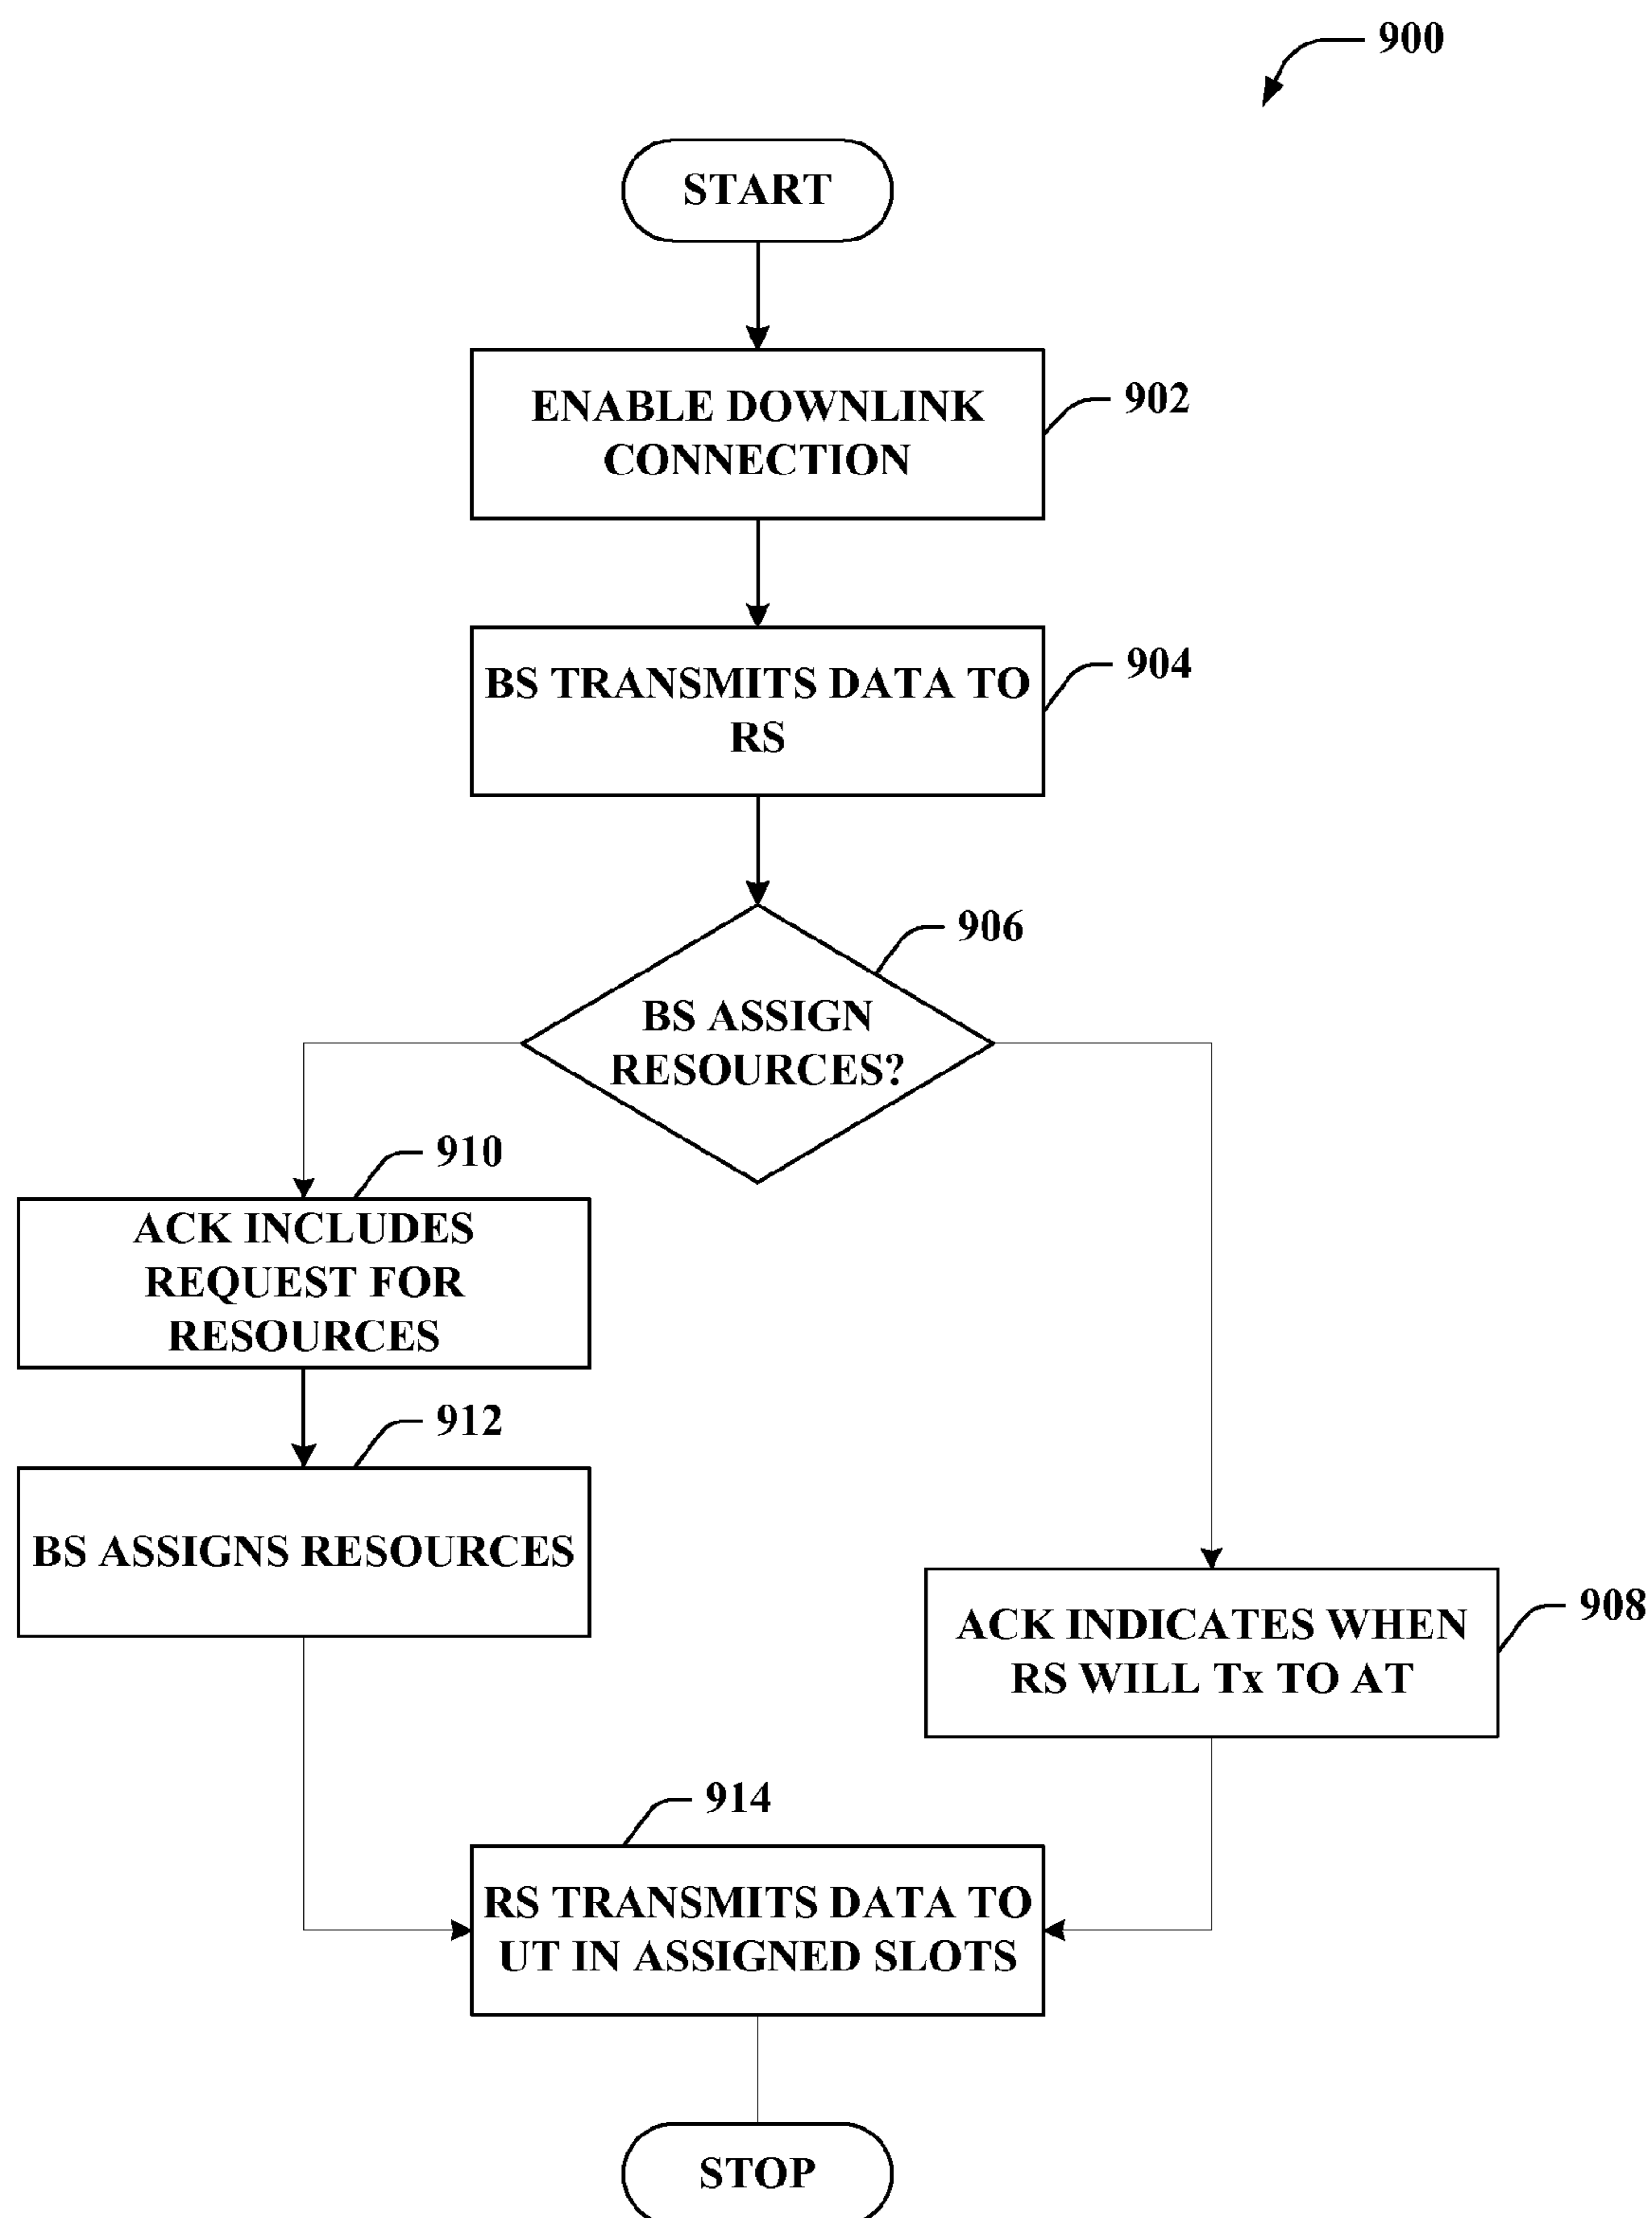 900
START
ENABLE DOWNLINK
CONNECTION
902
BS TRANSMITS DATA TO
RS
904
906
BS ASSIGN
RESOURCES?
910
ACK INCLUDES
REQUEST FOR
RESOURCES
912
BS ASSIGNS RESOURCES
908
ACK INDICATES WHEN
RS WILL Tx TO AT
914
RS TRANSMITS DATA TO
UT IN ASSIGNED SLOTS
STOP